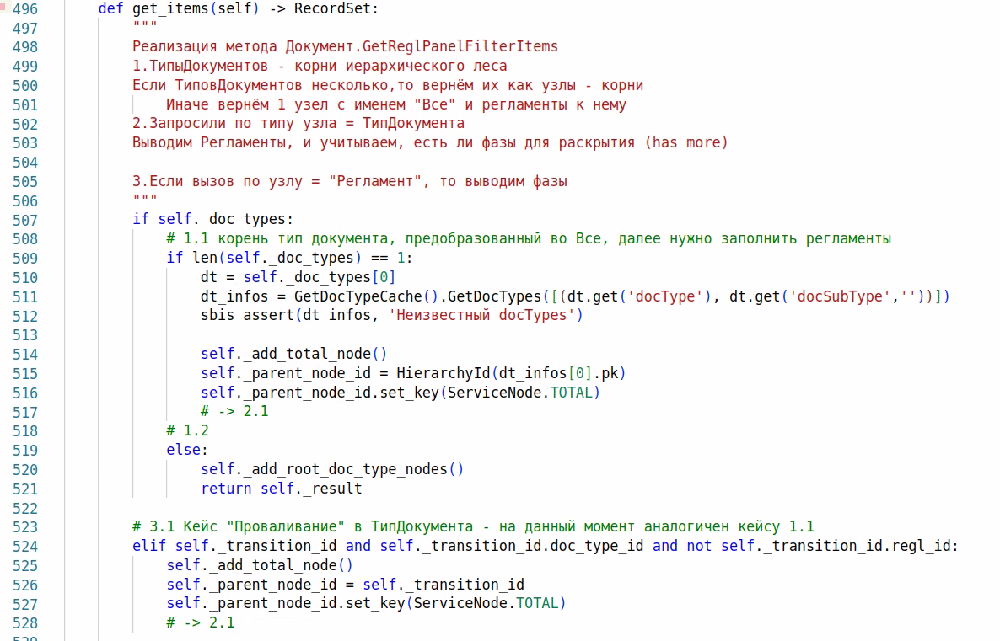 496 def get_items(self) -> RecordSet:
497 """
498 Реализация метода Документ.GetReglPanelFilterItems
499 1.ТипыДокументов - корни иерархического леса
500 Если ТиповДокументов несколько,то вернём их как узлы - корни
501 Иначе вернём 1 узел с именем "Все" и регламенты к нему
502 2.Запросили по типу узла = ТипДокумента
503 Выводим Регламенты, и учитываем, есть ли фазы для раскрытия (has more)
504
505 3.Если вызов по узлу = "Регламент", то выводим фазы
506 """
507 if self._doc_types:
508 # 1.1 корень тип документа, предобразованный во Все, далее нужно заполнить регламенты
509 if len(self._doc_types) == 1:
510 dt = self._doc_types[0]
511 dt_infos = GetDocTypeCache().GetDocTypes([(dt.get('docType'), dt.get('docSubType',''))])
512 sbis_assert(dt_infos, 'Неизвестный docTypes')
513
514 self._add_total_node()
515 self._parent_node_id = HierarchyId(dt_infos[0].pk)
516 self._parent_node_id.set_key(ServiceNode.TOTAL)
517 # -> 2.1
518 # 1.2
519 else:
520 self._add_root_doc_type_nodes()
521 return self._result
522
523 # 3.1 Кейс "Проваливание" в ТипДокумента - на данный момент аналогичен кейсу 1.1
524 elif self._transition_id and self._transition_id.doc_type_id and not self._transition_id.regl_id:
525 self._add_total_node()
526 self._parent_node_id = self._transition_id
527 self._parent_node_id.set_key(ServiceNode.TOTAL)
528 # -> 2.1